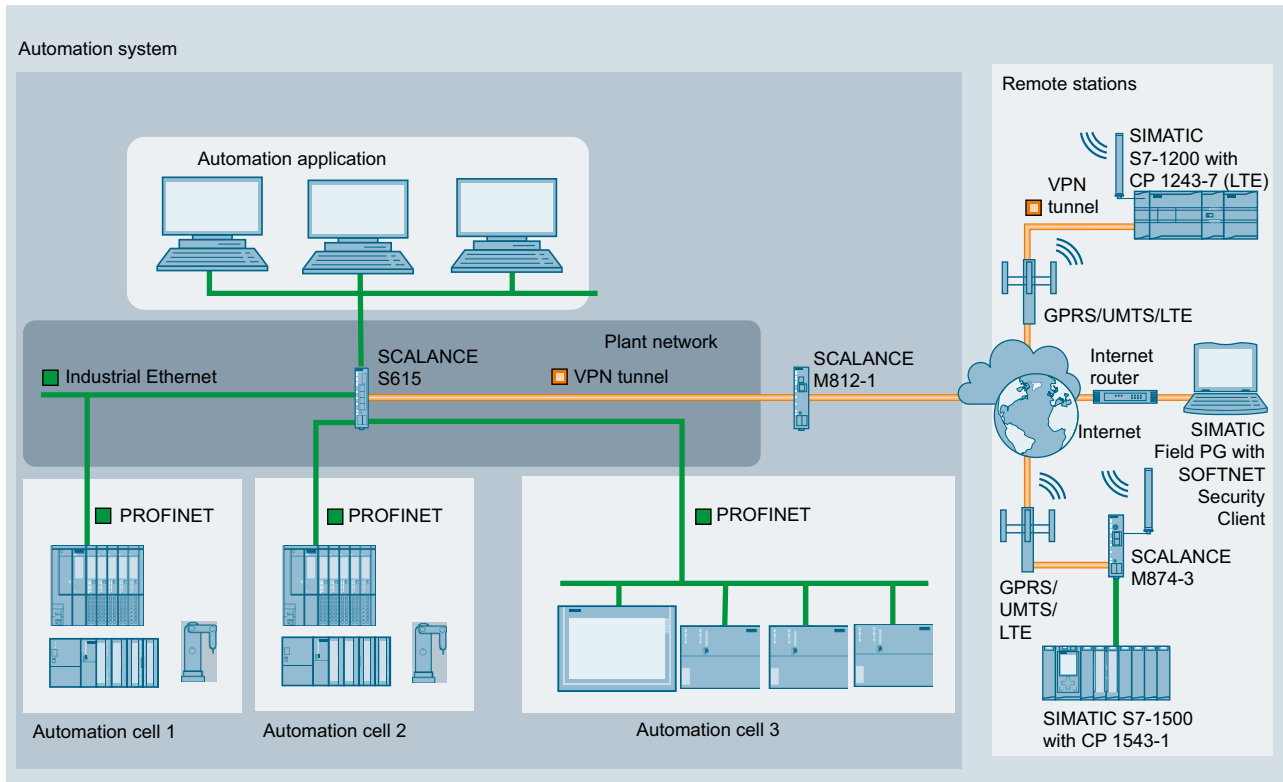 Automation system
Automation application
Plant network
Industrial Ethernet
SCALANCE
S615
VPN tunnel
SCALANCE
M812-1
PROFINET
PROFINET
PROFINET
Automation cell 1
Automation cell 2
Automation cell 3
Remote stations
SIMATIC
S7-1200 with
CP 1243-7 (LTE)
VPN
tunnel
GPRS/UMTS/LTE
Internet
router
Internet
SIMATIC
Field PG with
SOFTNET
Security
Client
SCALANCE
M874-3
GPRS/
UMTS/
LTE
SIMATIC S7-1500
with CP 1543-1